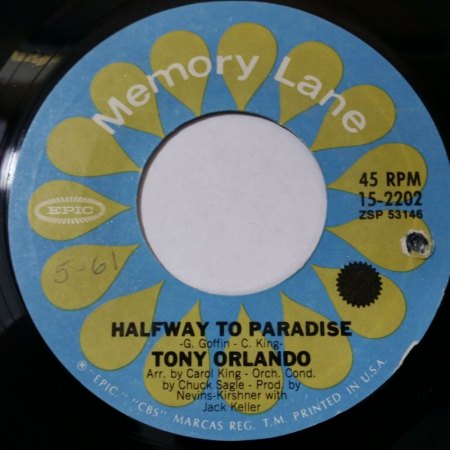 Memory Lane
EPIC
45 RPM
15-2202
ZSP 53146
5-61
HALFWAY TO PARADISE
-G. Goffin - C. King-
TONY ORLANDO
Arr. by Carol King - Orch. Cond.
by Chuck Sagle - Prod. by
Nevins-Kirshner with
Jack Keller
® "EPIC", "CBS" MARCAS REG. T.M. PRINTED IN U.S.A.